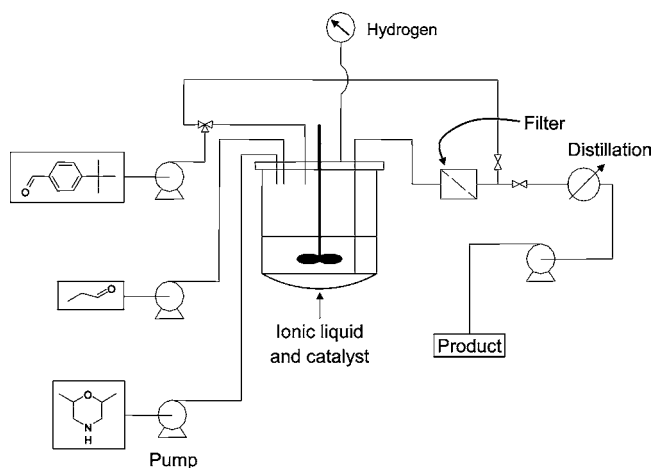 Hydrogen
Filter
Distillation
O
O
Ionic liquid
and catalyst
Product
O
N
H
Pump